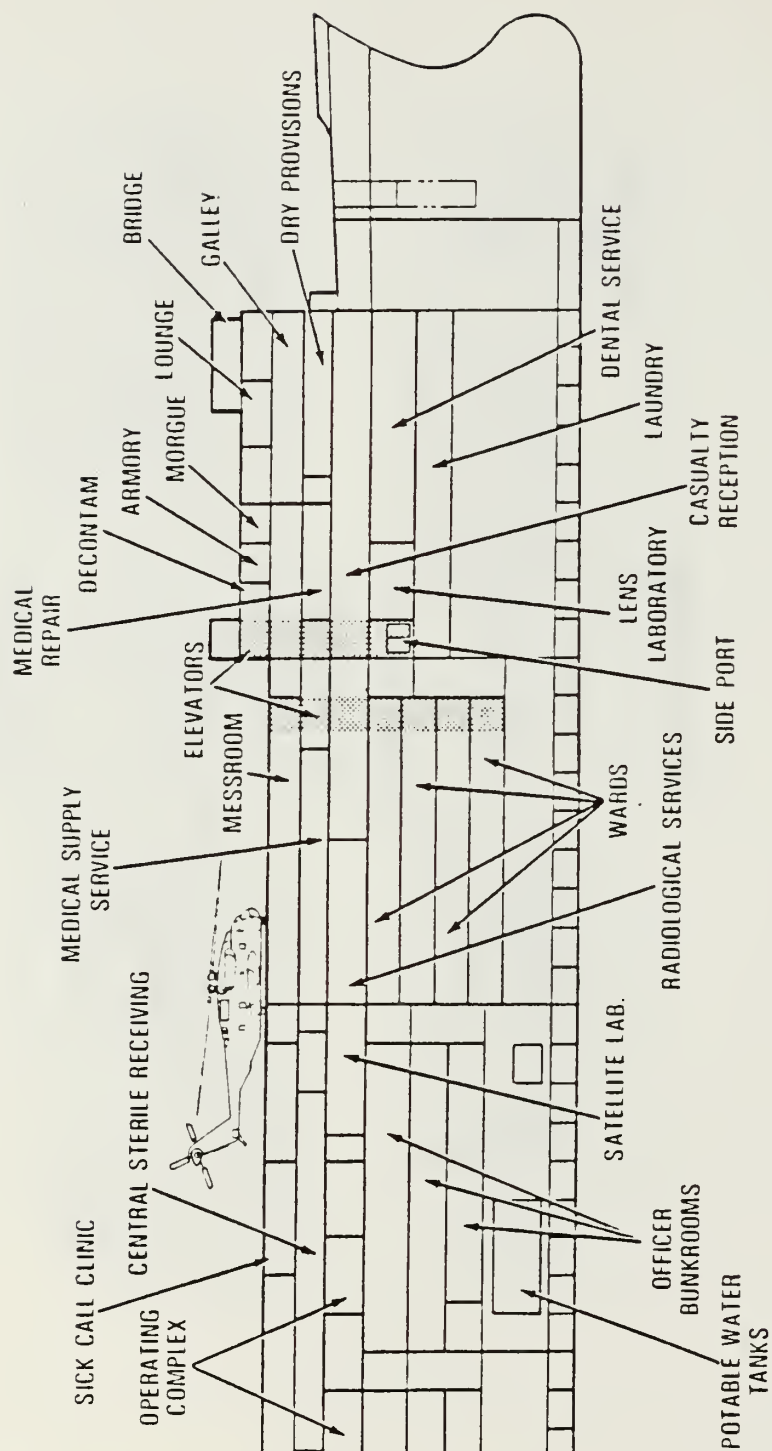 SICK CALL CLINIC
CENTRAL STERILE RECEIVING
OPERATING
COMPLEX
MEDICAL SUPPLY
SERVICE
MESSROOM
ELEVATORS
MEDICAL
REPAIR
DECONTAM
ARMORY
MORGUE
LOUNGE
BRIDGE
GALLEY
DRY PROVISIONS
POTABLE WATER
TANKS
OFFICER
BUNKROOMS
SATELLITE LAB.
RADIOLOGICAL SERVICES
WARDS
SIDE PORT
LENS
LABORATORY
CASUALTY
RECEPTION
LAUNDRY
DENTAL SERVICE